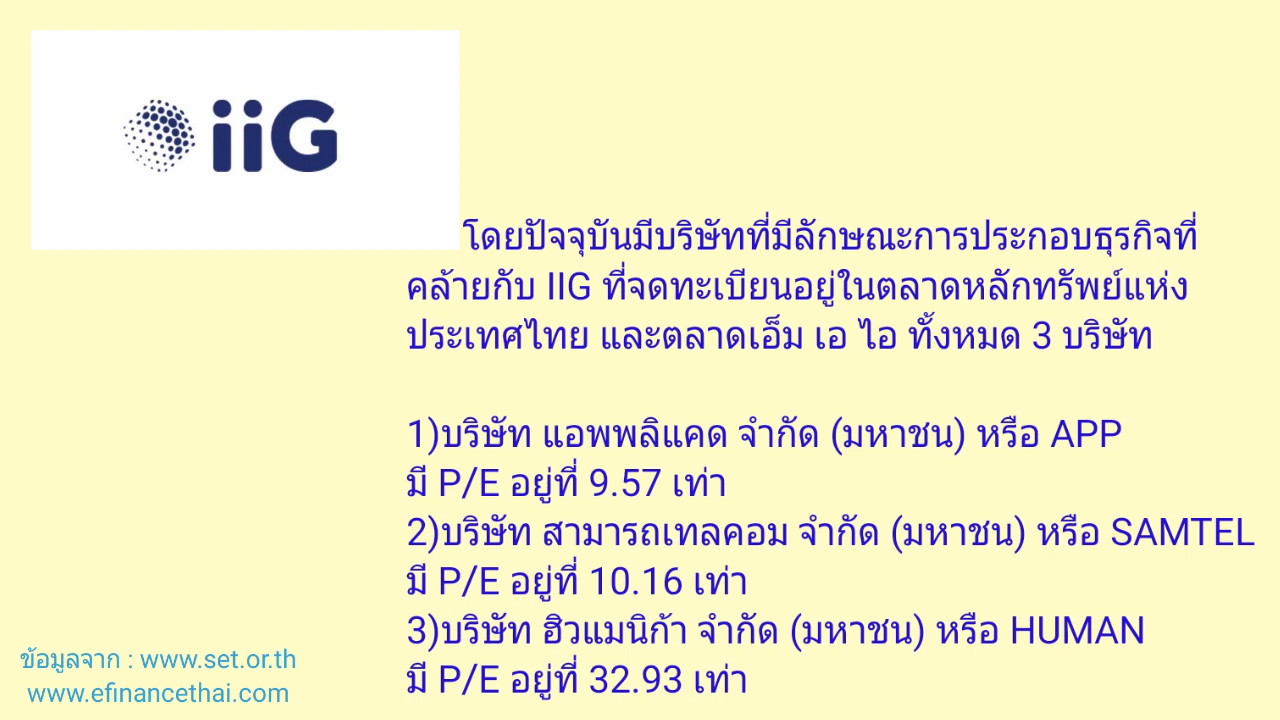 iiG
โดยปัจจุบันมีบริษัทที่มีลักษณะการประกอบธุรกิจที่
คล้ายกับ IIG ที่จดทะเบียนอยู่ในตลาดหลักทรัพย์แห่ง
ประเทศไทย และตลาดเอ็ม เอ ไอ ทั้งหมด 3 บริษัท
1)บริษัท แอพพลิแคด จำกัด (มหาชน) หรือ APP
มี P/E อยู่ที่ 9.57 เท่า
2)บริษัท สามารถเทลคอม จำกัด (มหาชน) หรือ SAMTEL
มี P/E อยู่ที่ 10.16 เท่า
3)บริษัท ฮิวแมนิก้า จำกัด (มหาชน) หรือ HUMAN
มี P/E อยู่ที่ 32.93 เท่า
ข้อมูลจาก : www.set.or.th
www.efinancethai.com